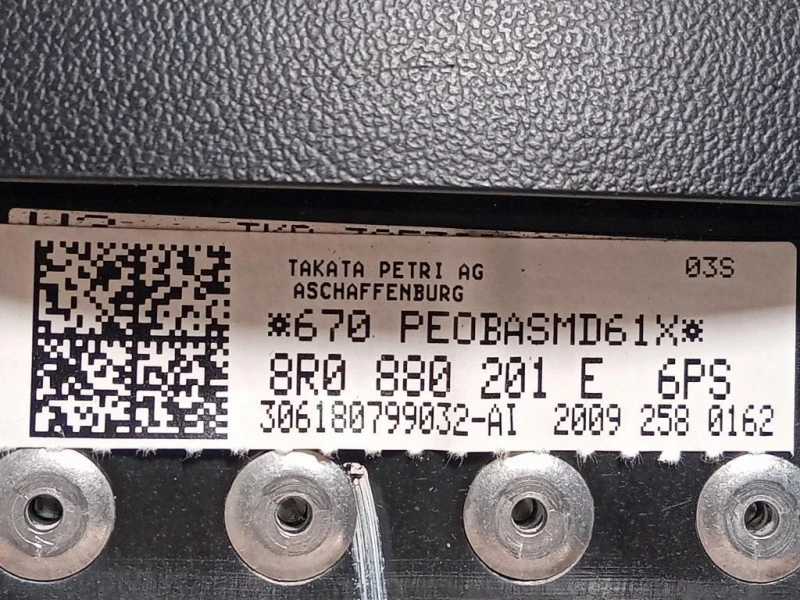 TAKATA PETRI AG 03S
ASCHAFFENBURG
*670 PEOBASMD61X*
8R0 880 201 E 6PS
306180799032-AI 2009 258 0162